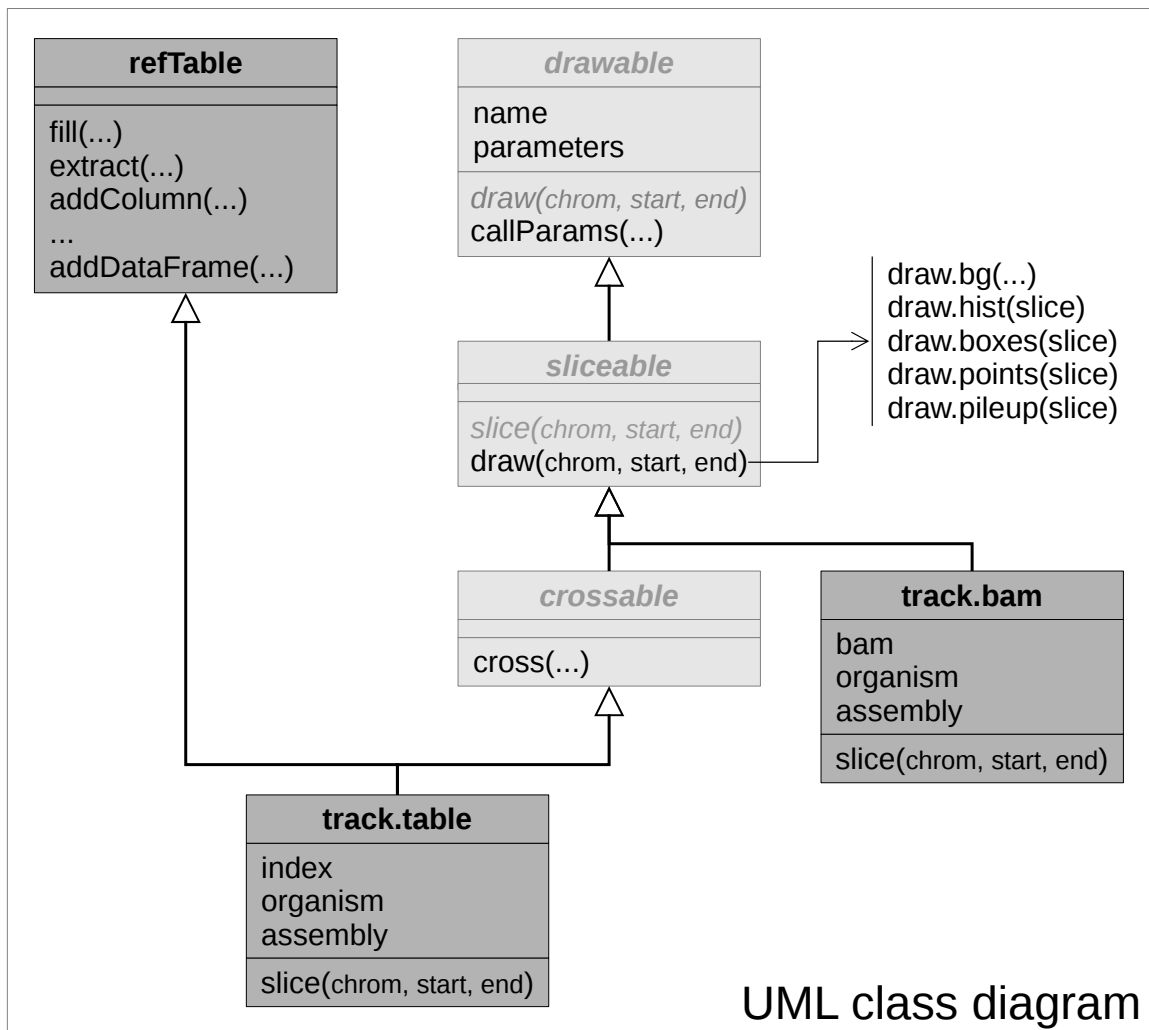 refTable
fill(...)
extract(...)
addColumn(...)
...
addDataFrame(...)
drawable
name
parameters
draw(chrom, start, end)
callParams(...)
sliceable
slice(chrom, start, end)
draw(chrom, start, end)
draw.bg(...)
draw.hist(slice)
draw.boxes(slice)
draw.points(slice)
draw.pileup(slice)
crossable
cross(...)
track.bam
bam
organism
assembly
slice(chrom, start, end)
track.table
index
organism
assembly
slice(chrom, start, end)
UML class diagram